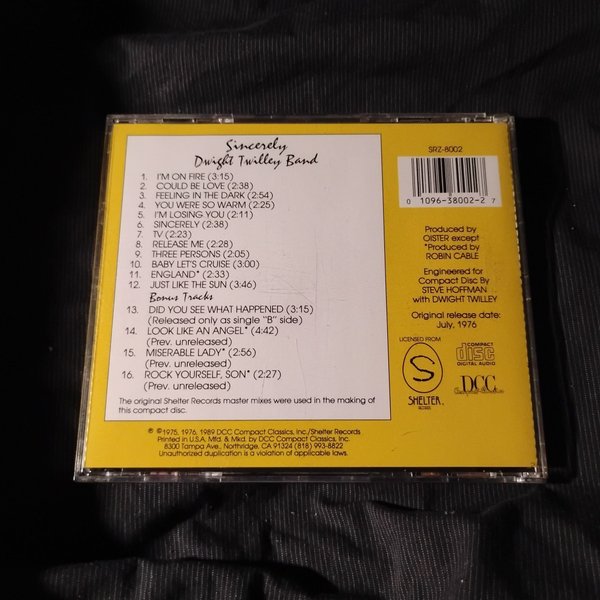 Sincerely
Dwight Twilley Band
1. I'M ON FIRE (3:15)
2. COULD BE LOVE (2:38)
3. FEELING IN THE DARK (2:54)
4. YOU WERE SO WARM (2:25)
5. I'M LOSING YOU (2:11)
6. SINCERELY (2:38)
7. TV (2:23)
8. RELEASE ME (2:28)
9. THREE PERSONS (2:05)
10. BABY LET'S CRUISE (3:00)
11. ENGLAND* (2:33)
12. JUST LIKE THE SUN (3:46)
Bonus Tracks
13. DID YOU SEE WHAT HAPPENED (3:15)
(Released only as single "B" side)
14. LOOK LIKE AN ANGEL* (4:42)
(Prev. unreleased)
15. MISERABLE LADY* (2:56)
(Prev. unreleased)
16. ROCK YOURSELF, SON* (2:27)
(Prev. unreleased)
The original Shelter Records master mixes were used in the making of
this compact disc.
℗ ©1975, 1976, 1989 DCC Compact Classics, Inc./Shelter Records
Printed in U.S.A. Mfd. & Mkd. by DCC Compact Classics, Inc.
8300 Tampa Ave., Northridge, CA 91324 (818) 993-8822
Unauthorized duplication is a violation of applicable laws.
SRZ-8002
0 1096-38002-2 7
Produced by
OISTER except
*Produced by
ROBIN CABLE
Engineered for
Compact Disc By
STEVE HOFFMAN
with DWIGHT TWILLEY
Original release date:
July, 1976
LICENSED FROM
S
SHELTER
RECORDS
COMPACT
disc
DIGITAL AUDIO
DCC